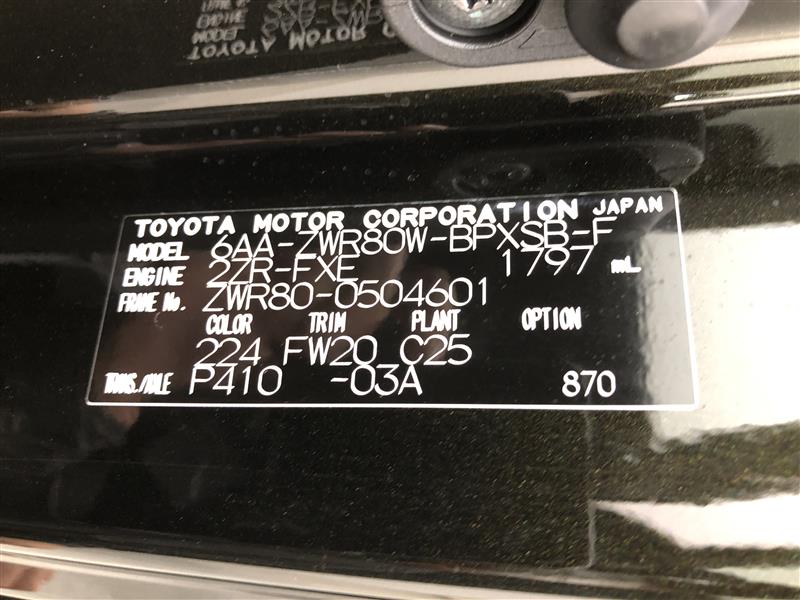 TOYOTA MOTOR CORPORATION JAPAN
MODEL 6AA-ZWR80W-BPXSB-F
ENGINE 2ZR-FXE 1797 mL
FRAME No. ZWR80-0504601
COLOR TRIM PLANT OPTION
224 FW20 C25
TRANS./AXLE P410 -03A 870